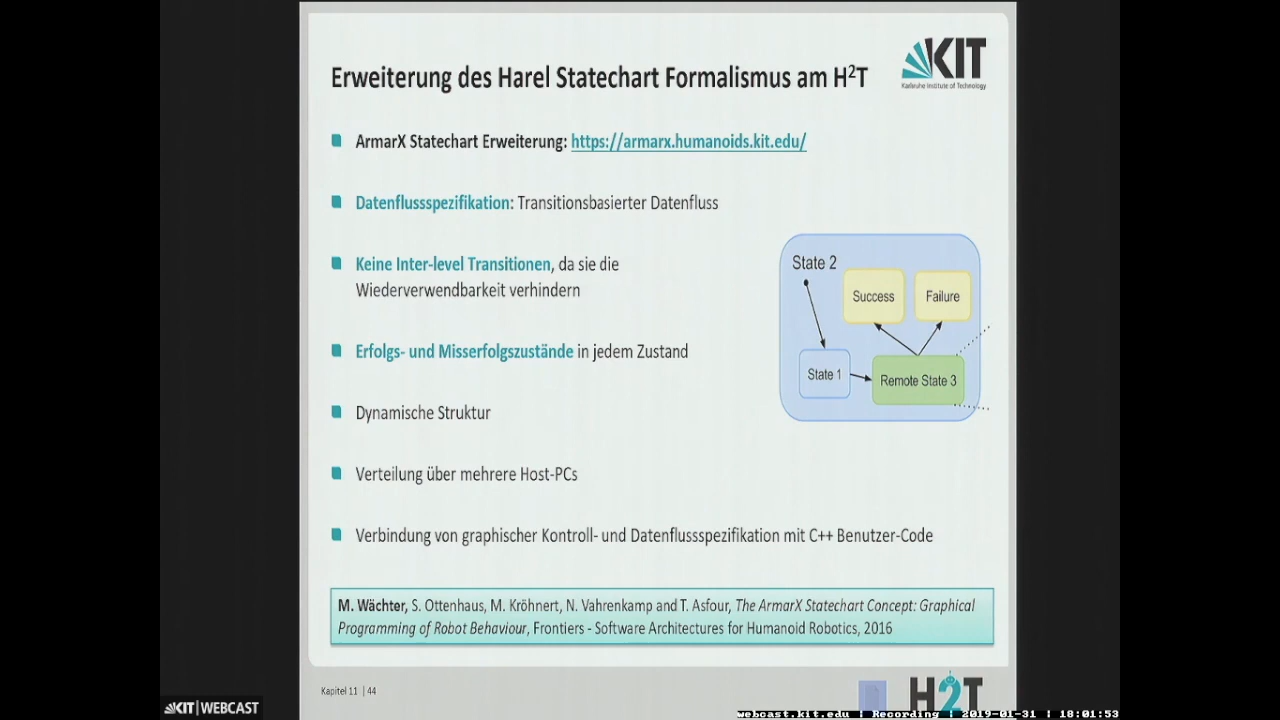 KIT
Karlsruhe Institute of Technology
Erweiterung des Harel Statechart Formalismus am H²T
ArmarX Statechart Erweiterung: https://armarx.humanoids.kit.edu/
Datenflussspezifikation: Transitionsbasierter Datenfluss
Keine Inter-level Transitionen, da sie die
Wiederverwendbarkeit verhindern
Erfolgs- und Misserfolgszustände in jedem Zustand
Dynamische Struktur
Verteilung über mehrere Host-PCs
Verbindung von graphischer Kontroll- und Datenflussspezifikation mit C++ Benutzer-Code
State 2
Success
Failure
State 1
Remote State 3
M. Wächter, S. Ottenhaus, M. Kröhnert, N. Vahrenkamp and T. Asfour, The ArmarX Statechart Concept: Graphical
Programming of Robot Behaviour, Frontiers - Software Architectures for Humanoid Robotics, 2016
Kapitel 11 | 44
H2T
KIT | WEBCAST
webcast.kit.edu | Recording | 2019-01-31 | 18:01:53